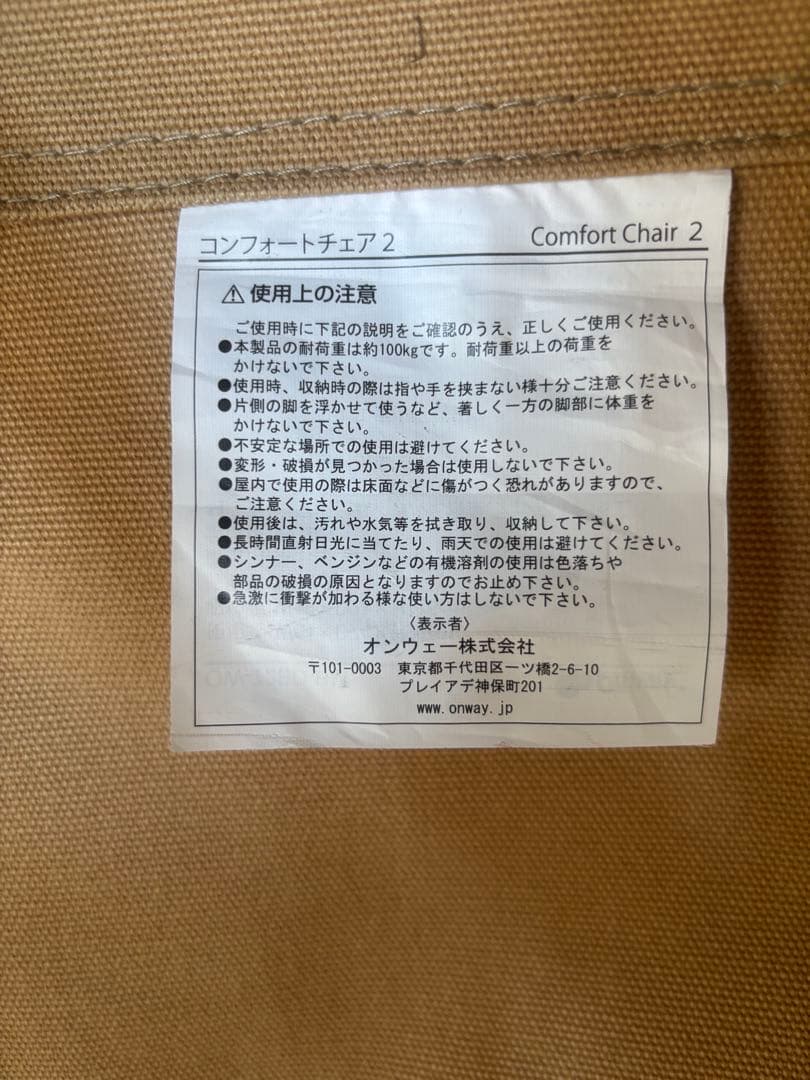 コンフォートチェア2 Comfort Chair 2
⚠使用上の注意
ご使用時に下記の説明をご確認のうえ、正しくご使用ください。
●本製品の耐荷重は約100kgです。耐荷重以上の荷重を
かけないで下さい。
●使用時、収納時の際は指や手を挟まない様十分ご注意ください。
●片側の脚を浮かせて使うなど、著しく一方の脚部に体重を
かけないで下さい。
●不安定な場所での使用は避けてください。
●変形・破損が見つかった場合は使用しないで下さい。
●屋内で使用の際は床面などに傷がつく恐れがありますので、
ご注意ください。
●使用後は、汚れや水気等を拭き取り、収納して下さい。
●長時間直射日光に当てたり、雨天での使用は避けてください。
●シンナー、ベンジンなどの有機溶剤の使用は色落ちや
部品の破損の原因となりますのでお止め下さい。
●急激に衝撃が加わる様な使い方はしないで下さい。
〈表示者〉
オンウェー株式会社
〒101-0003 東京都千代田区一ツ橋2-6-10
プレイアデ神保町201
www.onway.jp